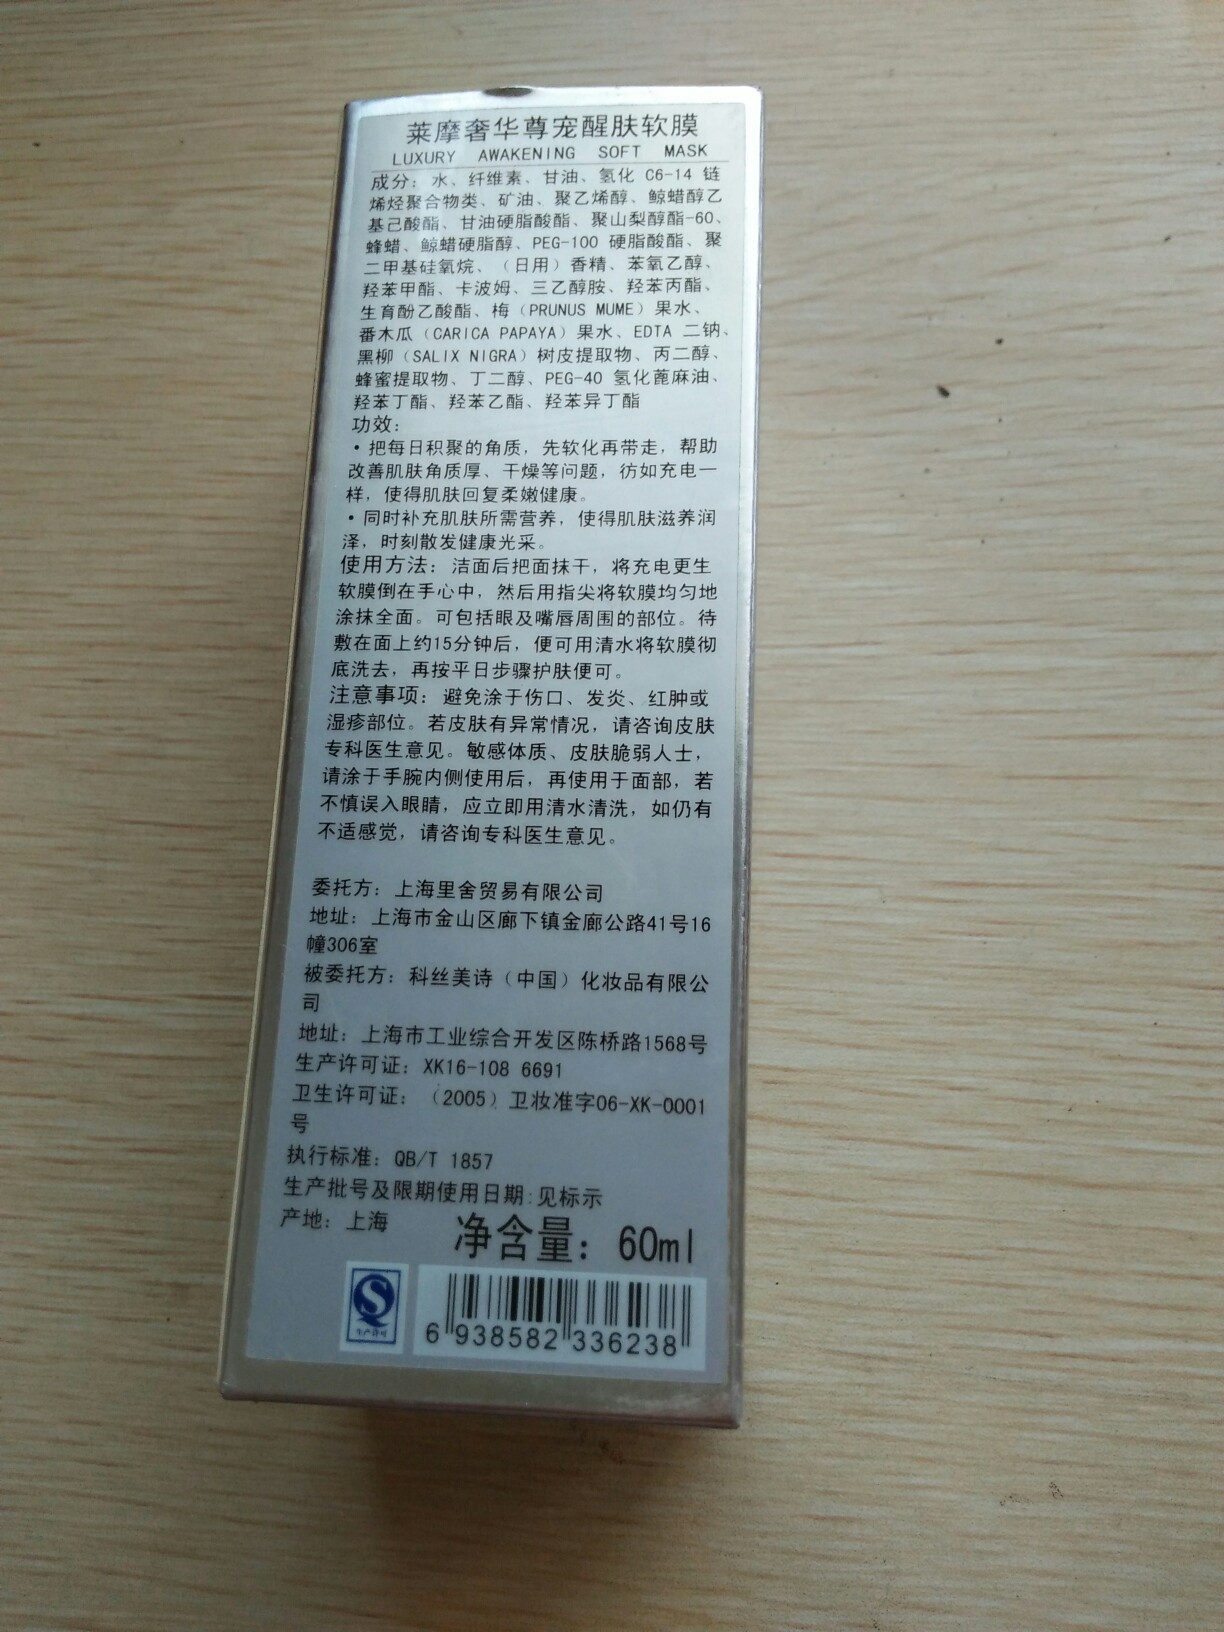 莱摩奢华尊宠醒肤软膜
LUXURY AWAKENING SOFT MASK
成分：水、纤维素、甘油、氢化 C6-14 链
烯烃聚合物类、矿油、聚乙烯醇、鲸蜡醇乙
基己酸酯、甘油硬脂酸酯、聚山梨醇酯-60、
蜂蜡、鲸蜡硬脂醇、PEG-100 硬脂酸酯、聚
二甲基硅氧烷、（日用）香精、苯氧乙醇、
羟苯甲酯、卡波姆、三乙醇胺、羟苯丙酯、
生育酚乙酸酯、梅（PRUNUS MUME）果水、
番木瓜（CARICA PAPAYA）果水、EDTA 二钠、
黑柳（SALIX NIGRA）树皮提取物、丙二醇、
蜂蜜提取物、丁二醇、PEG-40 氢化蓖麻油、
羟苯丁酯、羟苯乙酯、羟苯异丁酯
功效：
·把每日积聚的角质，先软化再带走，帮助
改善肌肤角质厚、干燥等问题，彷如充电一
样，使得肌肤回复柔嫩健康。
·同时补充肌肤所需营养，使得肌肤滋养润
泽，时刻散发健康光采。
使用方法：洁面后把面抹干，将充电更生
软膜倒在手心中，然后用指尖将软膜均匀地
涂抹全面。可包括眼及嘴唇周围的部位。待
敷在面上约15分钟后，便可用清水将软膜彻
底洗去，再按平日步骤护肤便可。
注意事项：避免涂于伤口、发炎、红肿或
湿疹部位。若皮肤有异常情况，请咨询皮肤
专科医生意见。敏感体质、皮肤脆弱人士，
请涂于手腕内侧使用后，再使用于面部，若
不慎误入眼睛，应立即用清水清洗，如仍有
不适感觉，请咨询专科医生意见。
委托方：上海里舍贸易有限公司
地址：上海市金山区廊下镇金廊公路41号16
幢306室
被委托方：科丝美诗（中国）化妆品有限公
司
地址：上海市工业综合开发区陈桥路1568号
生产许可证：XK16-108 6691
卫生许可证：（2005）卫妆准字06-XK-0001
号
执行标准：QB/T 1857
生产批号及限期使用日期:见标示
产地：上海
净含量：60ml
生产许可
6 938582 336238